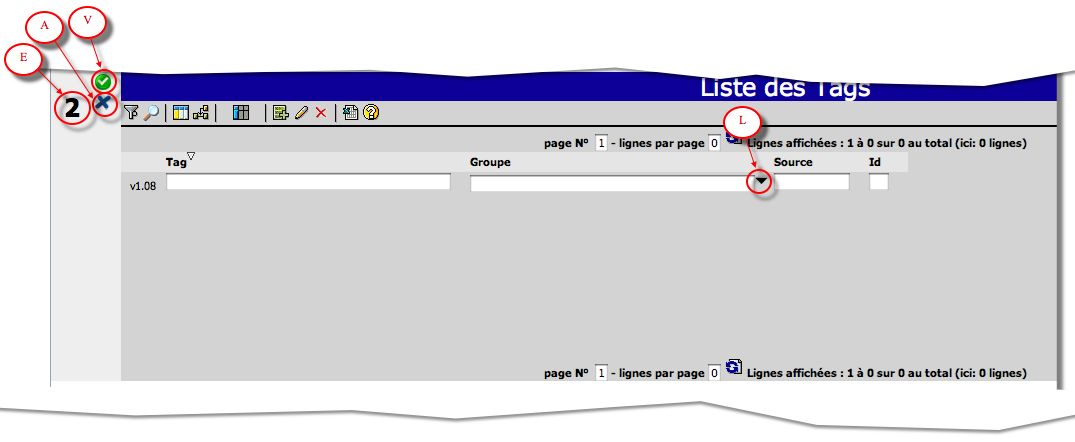 V
A
E
2
Liste des Tags
L
page N° 1 - lignes par page 0 Lignes affichées : 1 à 0 sur 0 au total (ici: 0 lignes)
Tag Groupe Source Id
v1.08
page N° 1 - lignes par page 0 Lignes affichées : 1 à 0 sur 0 au total (ici: 0 lignes)